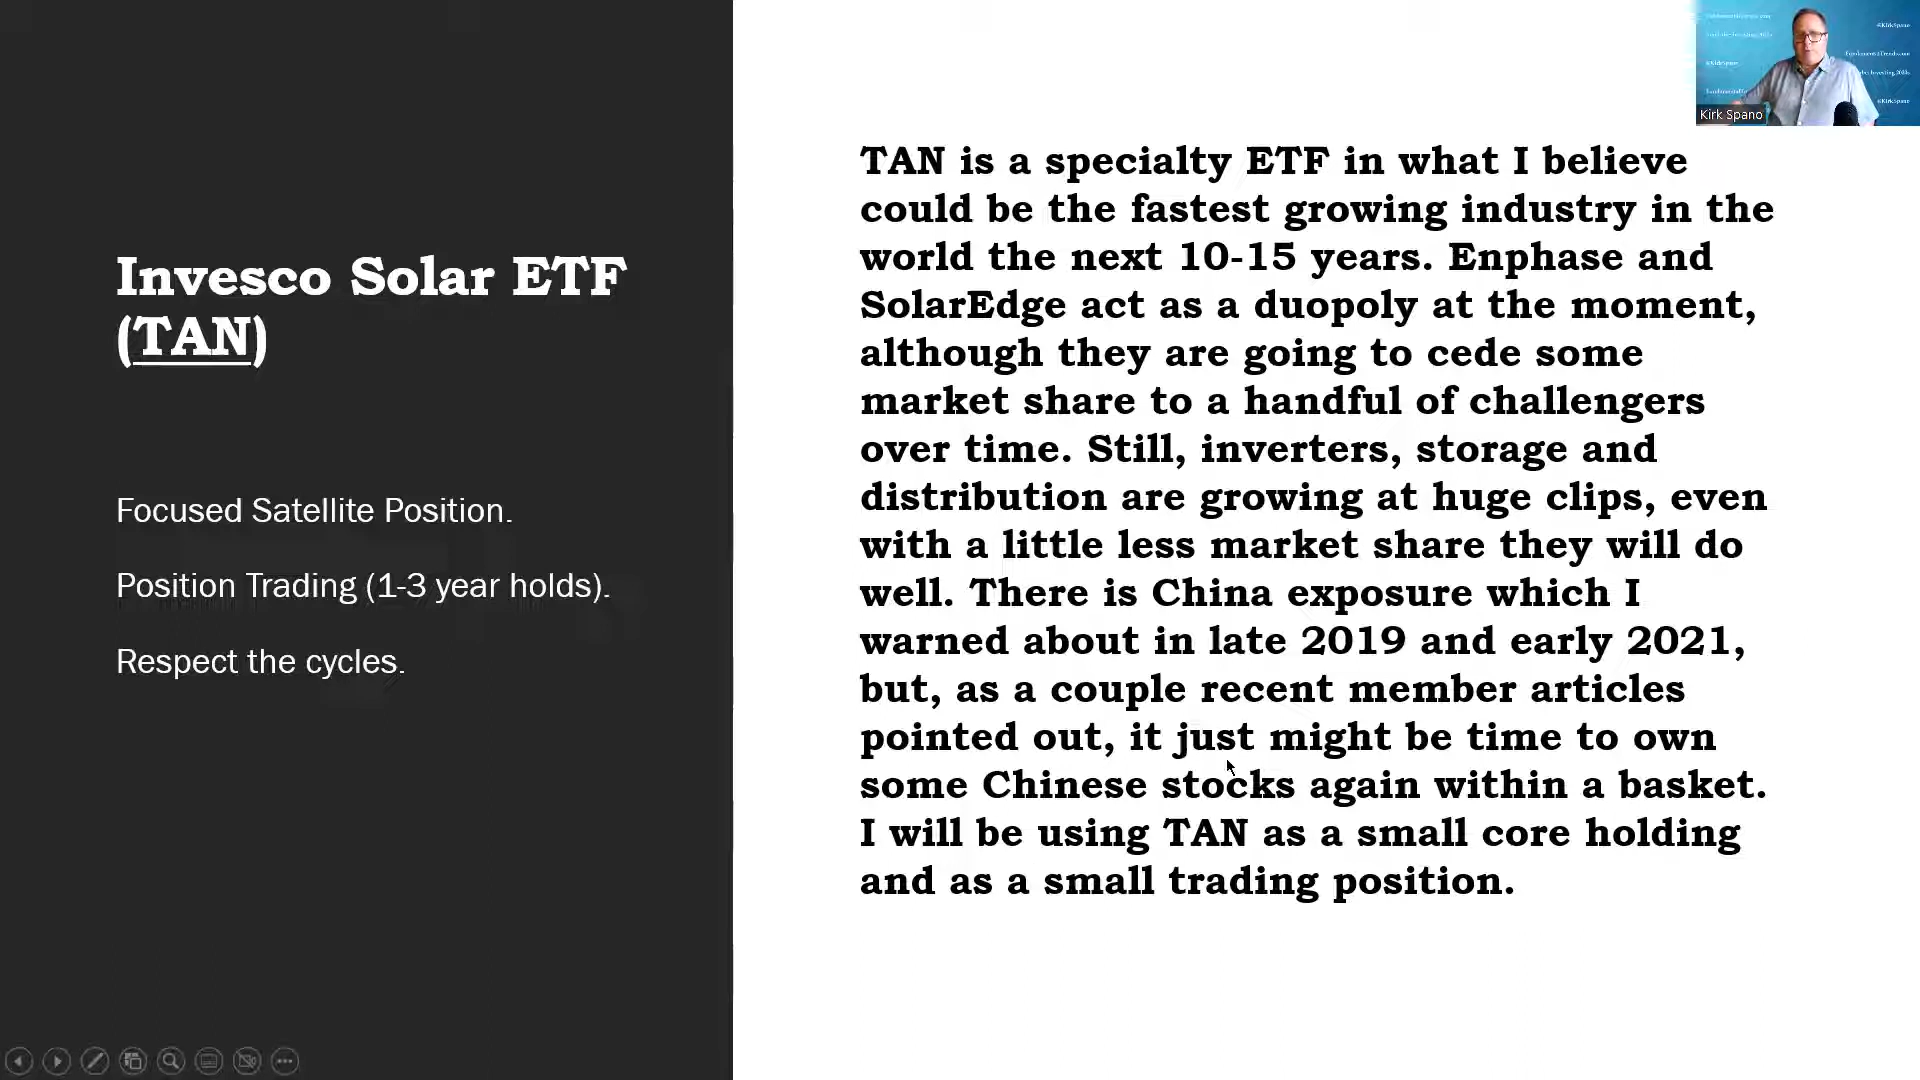 Invesco Solar ETF
(TAN)
Focused Satellite Position.
Position Trading (1-3 year holds).
Respect the cycles.
TAN is a specialty ETF in what I believe
could be the fastest growing industry in the
world the next 10-15 years. Enphase and
SolarEdge act as a duopoly at the moment,
although they are going to cede some
market share to a handful of challengers
over time. Still, inverters, storage and
distribution are growing at huge clips, even
with a little less market share they will do
well. There is China exposure which I
warned about in late 2019 and early 2021,
but, as a couple recent member articles
pointed out, it just might be time to own
some Chinese stocks again within a basket.
I will be using TAN as a small core holding
and as a small trading position.
@KirkSpano
@KirkSpano
@KirkSpano
Kirk Spano